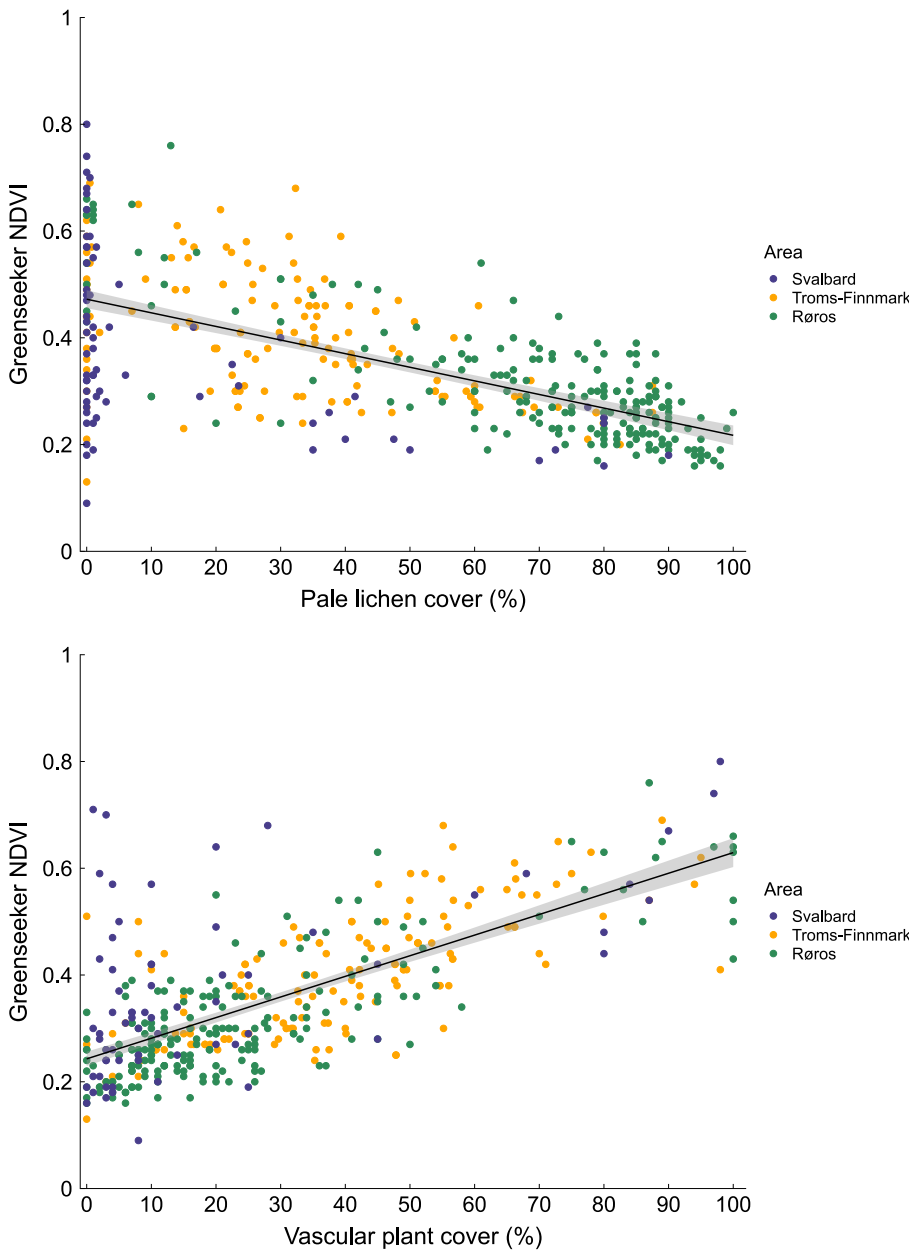 1
0.8
0.6
0.4
0.2
0
Greenseeker NDVI
0 10 20 30 40 50 60 70 80 90 100
Pale lichen cover (%)
Area
Svalbard
Troms-Finnmark
Røros
1
0.8
0.6
0.4
0.2
0
Greenseeker NDVI
0 10 20 30 40 50 60 70 80 90 100
Vascular plant cover (%)
Area
Svalbard
Troms-Finnmark
Røros